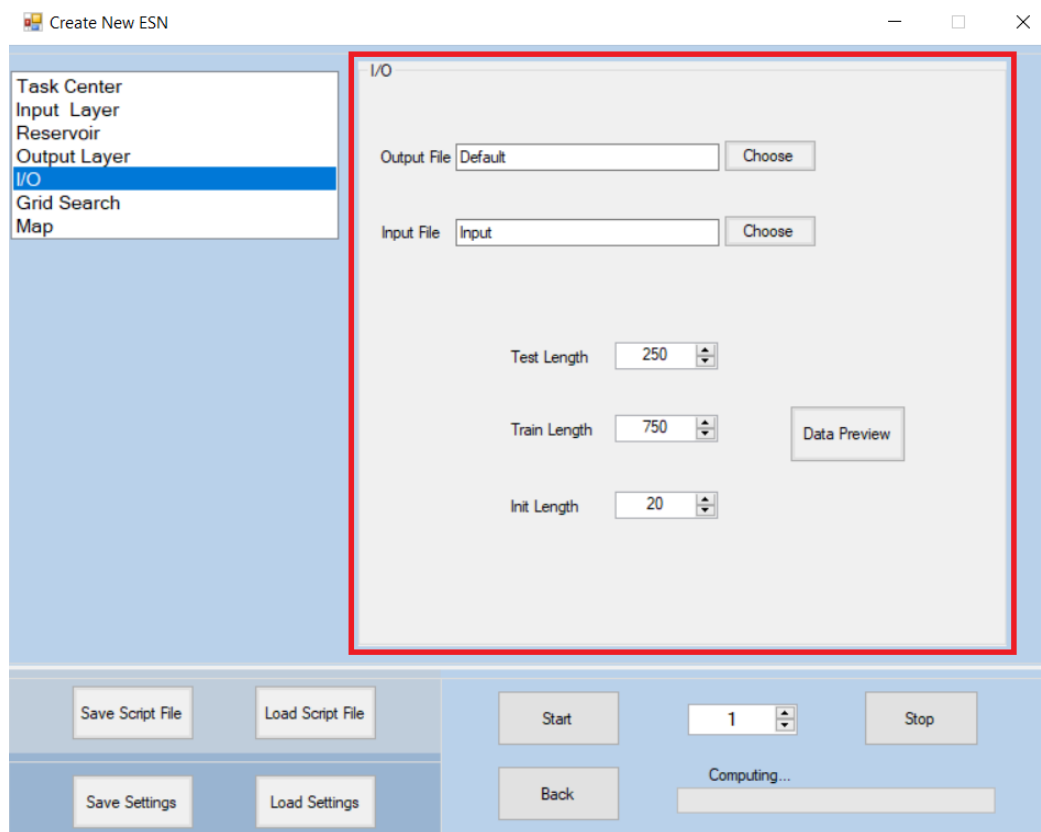 Create New ESN
Task Center
Input Layer
Reservoir
Output Layer
I/O
Grid Search
Map
I/O
Output File Default Choose
Input File Input Choose
Test Length 250
Train Length 750
Data Preview
Init Length 20
Save Script File Load Script File
Start 1 Stop
Computing...
Save Settings Load Settings
Back